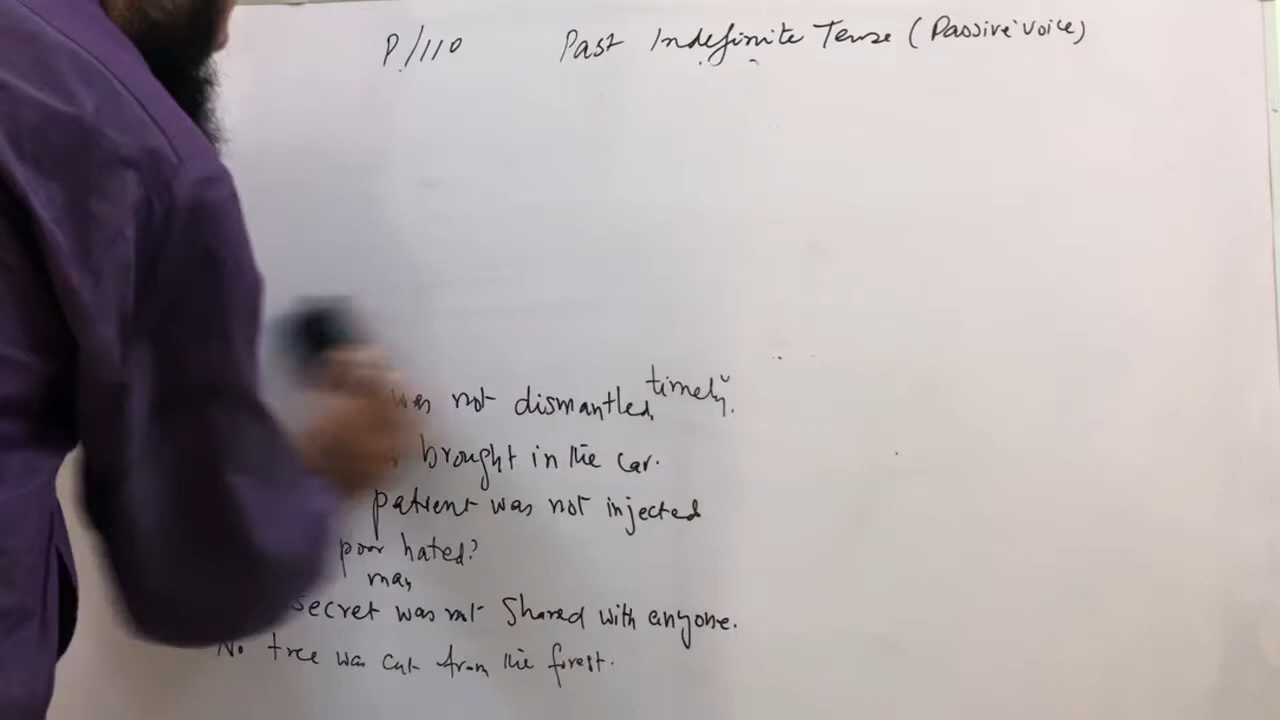 P/110 Past Indefinite Tense (Passive voice)
was not dismantled timely.
brought in the car.
patient was not injected
poor hated?
may
secret was not shared with anyone.
No tree was cut from the forest.